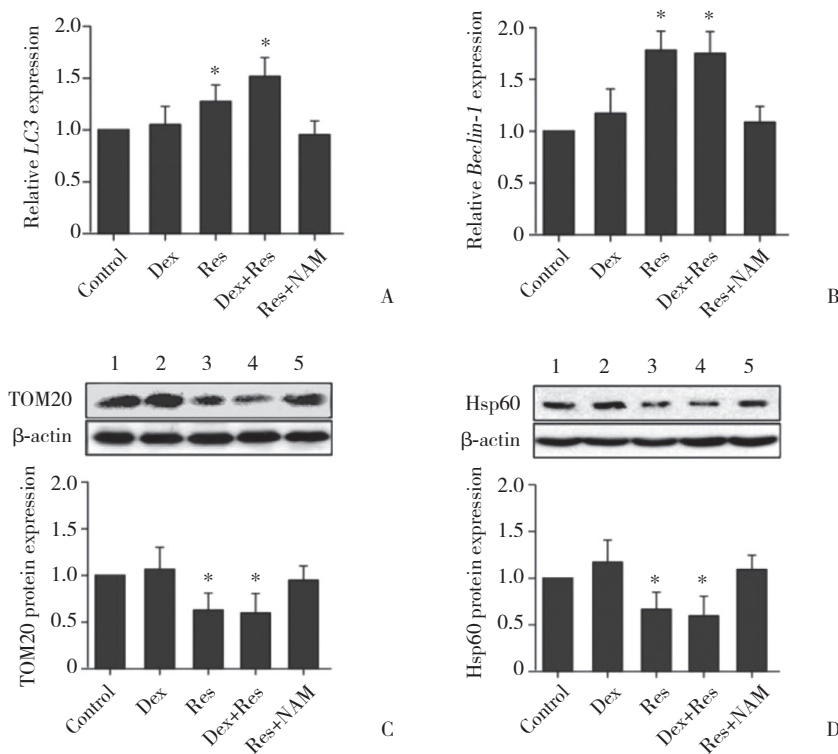 Relative LC3 expression
2.0
1.5
1.0
0.5
0
*
*
Control
Dex
Res
Dex+Res
Res+NAM
A
Relative Beclin-1 expression
2.0
1.5
1.0
0.5
0
*
*
Control
Dex
Res
Dex+Res
Res+NAM
B
1 2 3 4 5
TOM20
β-actin
TOM20 protein expression
2.0
1.5
1.0
0.5
0
*
*
Control
Dex
Res
Dex+Res
Res+NAM
C
1 2 3 4 5
Hsp60
β-actin
Hsp60 protein expression
2.0
1.5
1.0
0.5
0
*
*
Control
Dex
Res
Dex+Res
Res+NAM
D